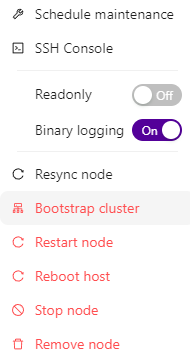 Schedule maintenance
SSH Console
Readonly Off
Binary logging On
Resync node
Bootstrap cluster
Restart node
Reboot host
Stop node
Remove node